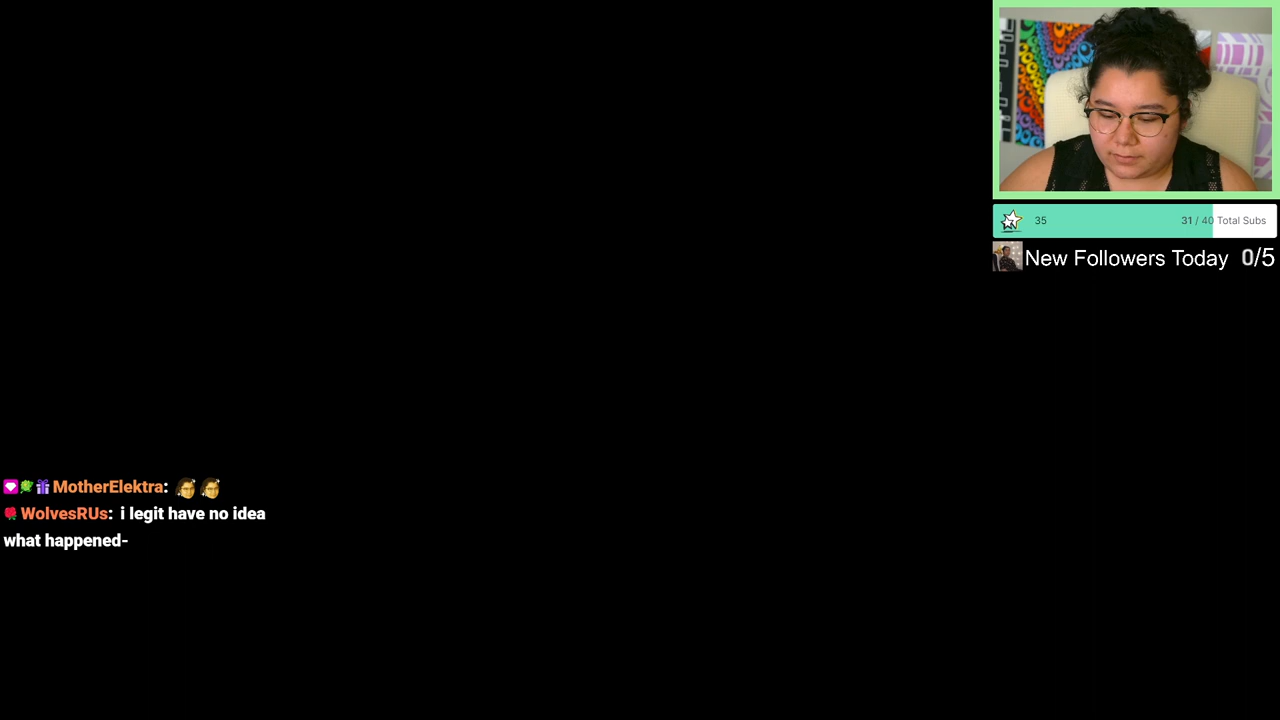 35
31 / 40 Total Subs
New Followers Today 0/5
MotherElektra:
WolvesRUs: i legit have no idea
what happened-